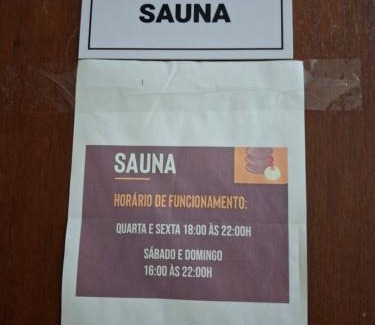 SAUNA
SAUNA
HORÁRIO DE FUNCIONAMENTO:
QUARTA E SEXTA 18:00 ÀS 22:00H
SÁBADO E DOMINGO
16:00 ÀS 22:00H